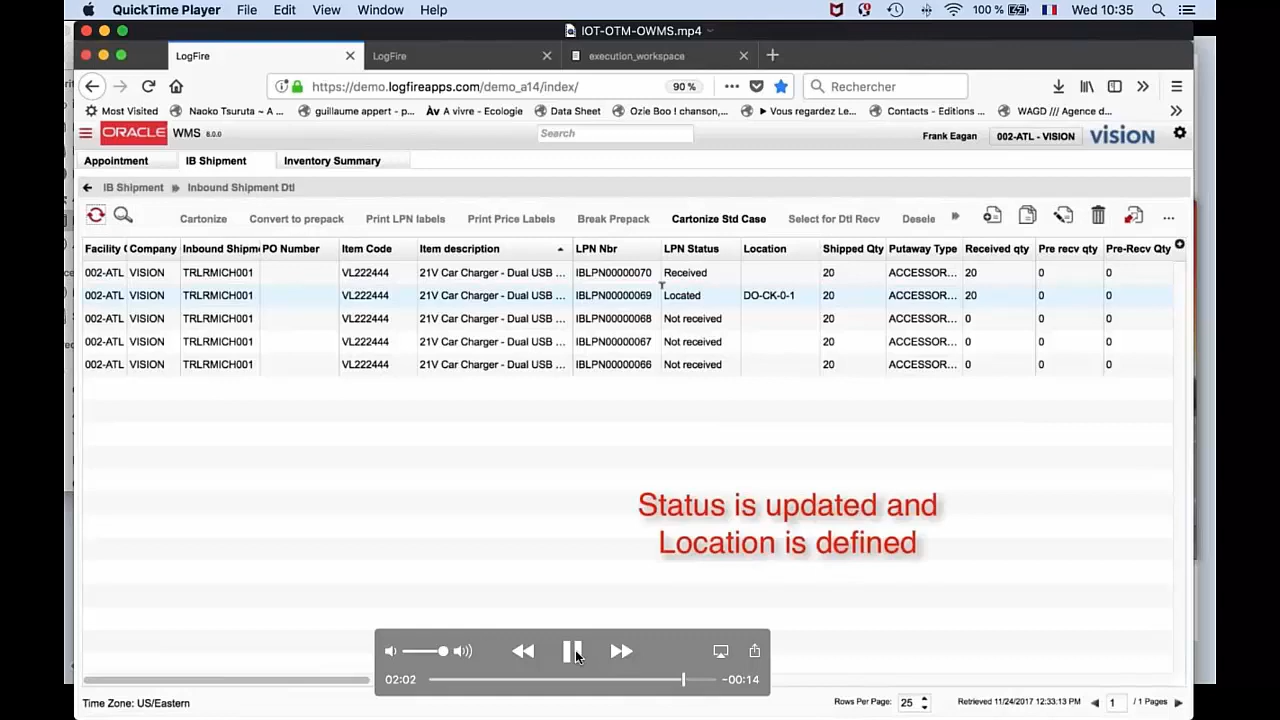 QuickTime Player File Edit View Window Help 100 % Wed 10:35
IOT-OTM-OWMS.mp4
LogFire LogFire execution_workspace
https://demo.logfireapps.com/demo_a14/index/ 90 % Rechercher
Most Visited Naoko Tsuruta ~ A ... guillaume appert - p... Av A vivre - Ecologie Data Sheet Ozie Boo ! chanson,... ► Vous regardez Le... Contacts - Editions ... WAGD /// Agence d...
ORACLE WMS 8.0.0 Search Frank Eagan 002-ATL - VISION vision
Appointment IB Shipment Inventory Summary
IB Shipment Inbound Shipment Dtl
Cartonize Convert to prepack Print LPN labels Print Price Labels Break Prepack Cartonize Std Case Select for Dtl Recv Desele
Company Inbound Shipm PO Number Item Code Item description LPN Nbr LPN Status Location Shipped Qty Putaway Type Received qty Pre recv qty Pre-Recv Qty
002-ATL VISION TRLRMICH001 VL222444 21V Car Charger - Dual USB ... IBLPN00000070 Received 20 ACCESSOR... 20 0 0
002-ATL VISION TRLRMICH001 VL222444 21V Car Charger - Dual USB ... IBLPN00000069 Located DO-CK-0-1 20 ACCESSOR... 20 0 0
002-ATL VISION TRLRMICH001 VL222444 21V Car Charger - Dual USB ... IBLPN00000068 Not received 20 ACCESSOR... 0 0 0
002-ATL VISION TRLRMICH001 VL222444 21V Car Charger - Dual USB ... IBLPN00000067 Not received 20 ACCESSOR... 0 0 0
002-ATL VISION TRLRMICH001 VL222444 21V Car Charger - Dual USB ... IBLPN00000066 Not received 20 ACCESSOR... 0 0 0
Status is updated and
Location is defined
02:02 -00:14
Time Zone: US/Eastern Rows Per Page: 25 Retrieved 11/24/2017 12:33:13 PM 1 / 1 Pages